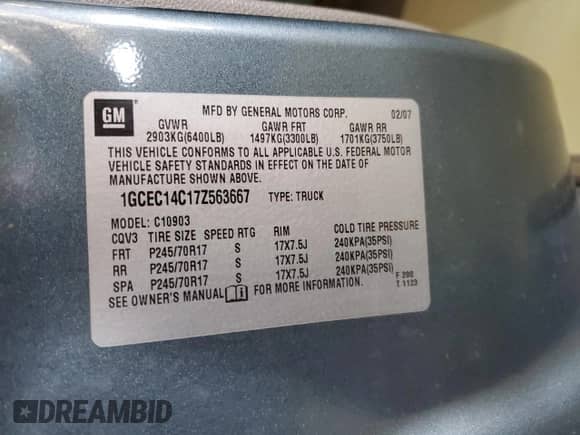 GM
MFD BY GENERAL MOTORS CORP. 02/07
GVWR GAWR FRT GAWR RR
2903KG(6400LB) 1497KG(3300LB) 1701KG(3750LB)
THIS VEHICLE CONFORMS TO ALL APPLICABLE U.S. FEDERAL MOTOR
VEHICLE SAFETY STANDARDS IN EFFECT ON THE DATE OF
MANUFACTURE SHOWN ABOVE.
1GCEC14C17Z563667 TYPE: TRUCK
MODEL: C10903
CQV3 TIRE SIZE SPEED RTG RIM COLD TIRE PRESSURE
FRT P245/70R17 S 17X7.5J 240KPA(35PSI)
RR P245/70R17 S 17X7.5J 240KPA(35PSI)
SPA P245/70R17 S 17X7.5J 240KPA(35PSI)
SEE OWNER'S MANUAL FOR MORE INFORMATION.
F 200
T 1123
DREAMBID